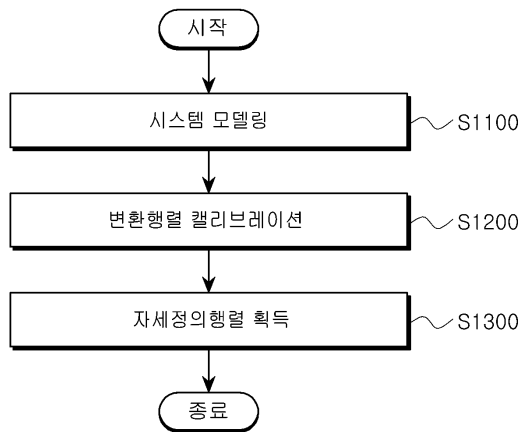 시작
시스템 모델링
S1100
변환행렬 캘리브레이션
S1200
자세정의행렬 획득
S1300
종료